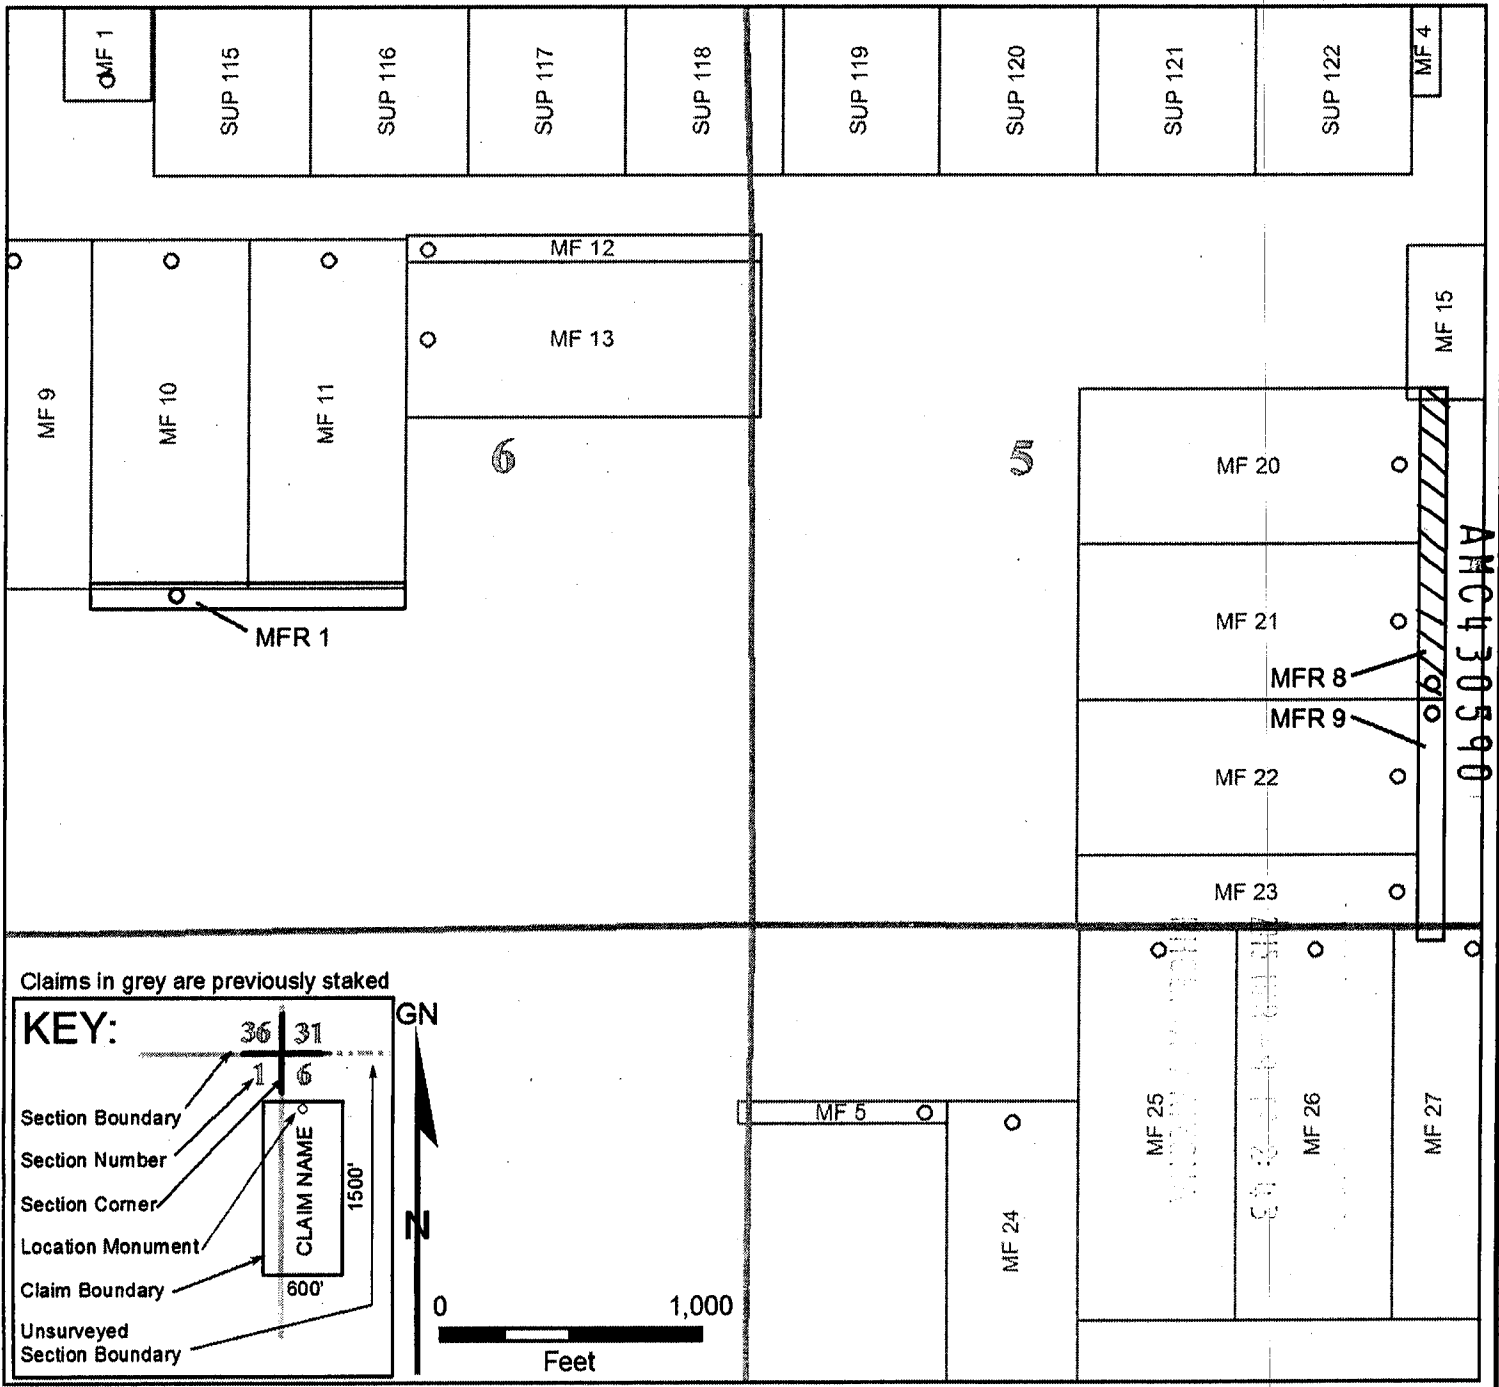 MF 1
SUP 115
SUP 116
SUP 117
SUP 118
SUP 119
SUP 120
SUP 121
SUP 122
MF 4
MF 9
MF 10
MF 11
MF 12
MF 13
MF 15
6
5
MF 20
MF 21
MFR 1
MFR 8
MFR 9
MF 22
MF 23
AMC430590
Claims in grey are previously staked
KEY:
36 31
1 6
Section Boundary
Section Number
Section Corner
Location Monument
Claim Boundary
Unsurveyed
Section Boundary
CLAIM NAME
1500'
600'
GN
N
0 1,000
Feet
MF 5
MF 24
MF 25
MF 26
MF 27